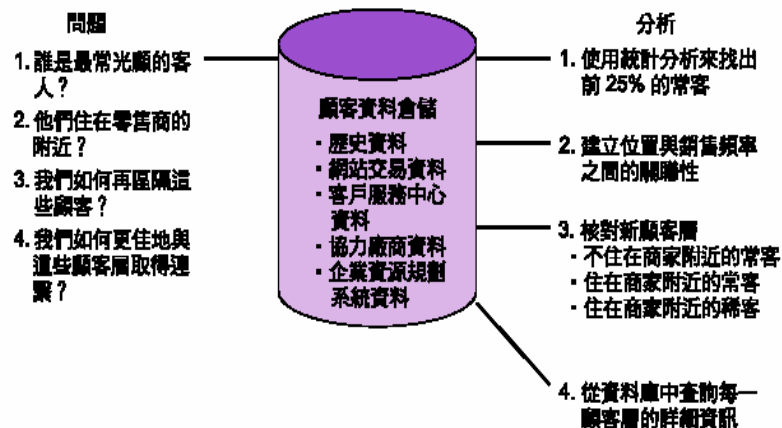 問題
1. 誰是最常光顧的客
人？
2. 他們住在零售商的
附近？
3. 我們如何再區隔這
些顧客？
4. 我們如何更佳地與
這些顧客層取得連
繫？
顧客資料倉儲
· 歷史資料
· 網站交易資料
· 客戶服務中心
資料
· 協力廠商資料
· 企業資源規劃
系統資料
分析
1. 使用統計分析來找出
前 25% 的常客
2. 建立位置與銷售頻率
之間的關聯性
3. 核對新顧客層
· 不住在商家附近的常客
· 住在商家附近的常客
· 住在商家附近的稀客
4. 從資料庫中查詢每一
顧客層的詳細資訊